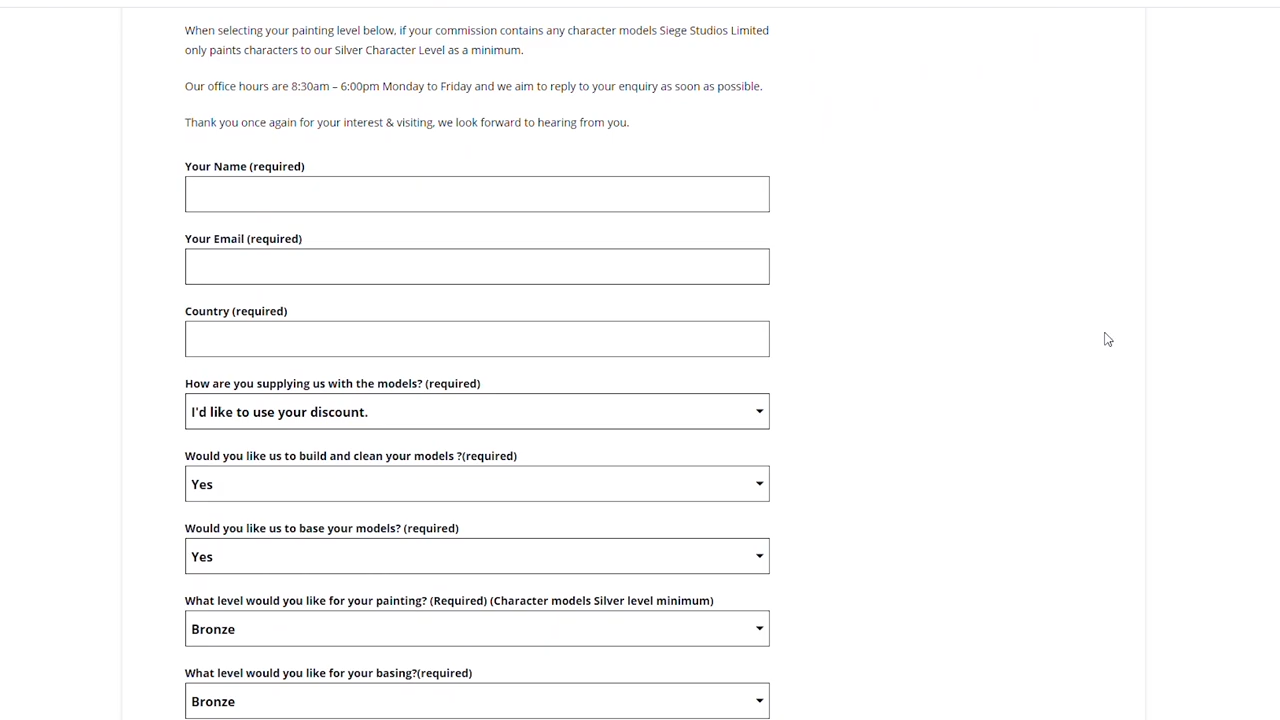 When selecting your painting level below, if your commission contains any character models Siege Studios Limited
only paints characters to our Silver Character Level as a minimum.
Our office hours are 8:30am – 6:00pm Monday to Friday and we aim to reply to your enquiry as soon as possible.
Thank you once again for your interest & visiting, we look forward to hearing from you.
Your Name (required)
Your Email (required)
Country (required)
How are you supplying us with the models? (required)
I'd like to use your discount.
Would you like us to build and clean your models ?(required)
Yes
Would you like us to base your models? (required)
Yes
What level would you like for your painting? (Required) (Character models Silver level minimum)
Bronze
What level would you like for your basing?(required)
Bronze